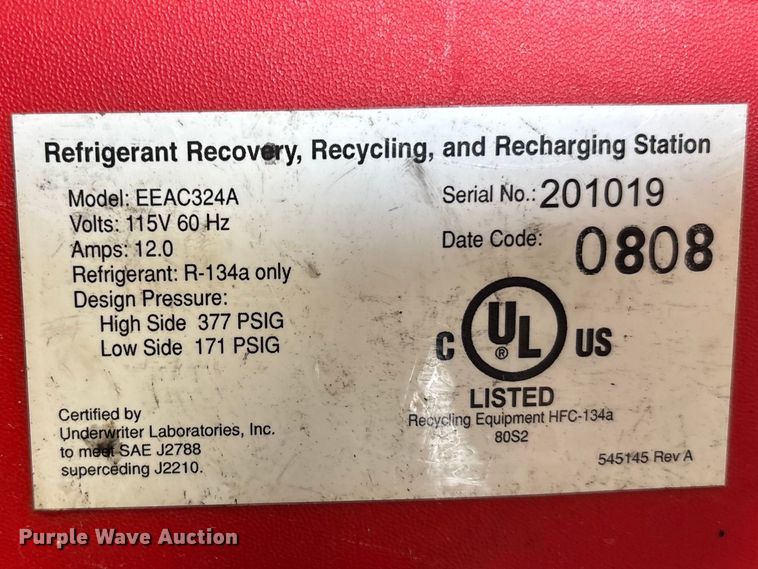 Refrigerant Recovery, Recycling, and Recharging Station
Model: EEAC324A
Volts: 115V 60 Hz
Amps: 12.0
Refrigerant: R-134a only
Design Pressure:
High Side 377 PSIG
Low Side 171 PSIG
Serial No.: 201019
Date Code: 0808
C UL ® US
LISTED
Recycling Equipment HFC-134a
80S2
Certified by
Underwriter Laboratories, Inc.
to meet SAE J2788
superceding J2210.
545145 Rev A
Purple Wave Auction